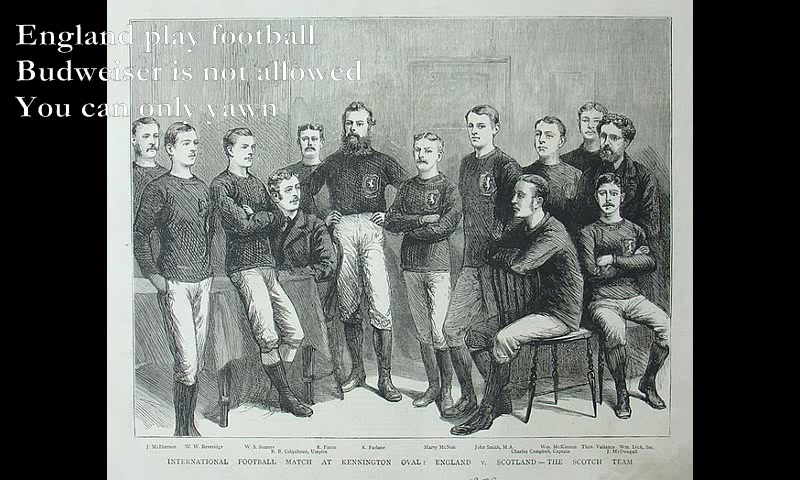 England play football
Budweiser is not allowed
You can only yawn
J. McPherson W. W. Beveridge W. S. Somers R. Paton R. Parlane Harry McNeil John Smith, M.A. Wm. McKinnon Thos. Vallance Wm. Dick, Sec.
R. B. Colquhoun, Umpire Charles Campbell, Captain J. McDougall
INTERNATIONAL FOOTBALL MATCH AT KENNINGTON OVAL: ENGLAND v. SCOTLAND — THE SCOTCH TEAM